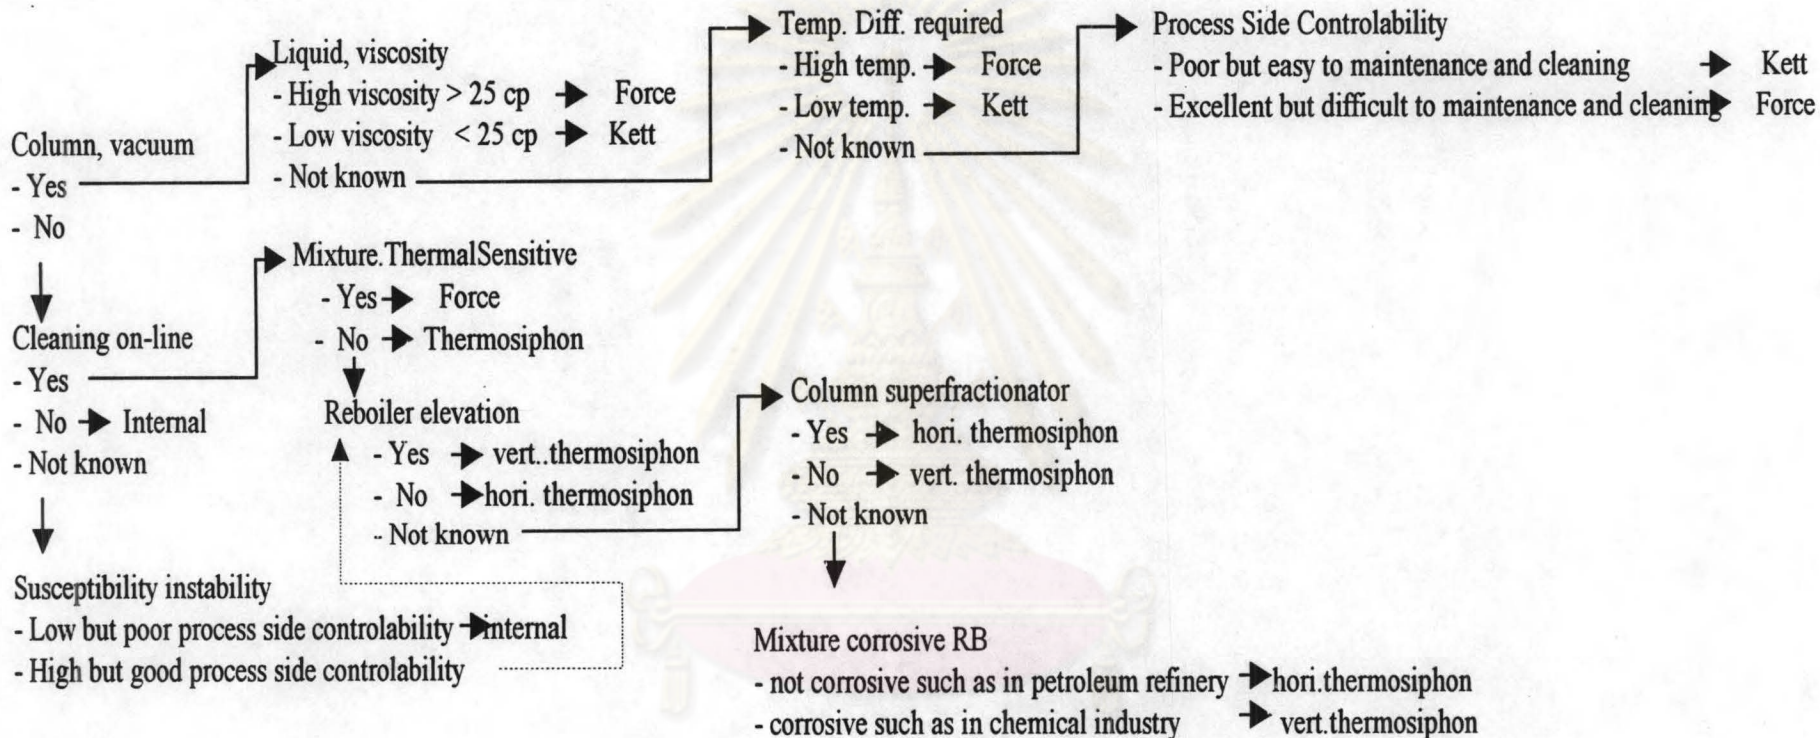 Column, vacuum
- Yes
- No
Liquid, viscosity
- High viscosity > 25 cp Force
- Low viscosity < 25 cp Kett
- Not known
Temp. Diff. required
- High temp. Force
- Low temp. Kett
- Not known
Process Side Controlability
- Poor but easy to maintenance and cleaning Kett
- Excellent but difficult to maintenance and cleaning Force
Cleaning on-line
- Yes
- No Internal
- Not known
Mixture.ThermalSensitive
- Yes Force
- No Thermosiphon
Reboiler elevation
- Yes vert..thermosiphon
- No hori. thermosiphon
- Not known
Column superfractionator
- Yes hori. thermosiphon
- No vert. thermosiphon
- Not known
Susceptibility instability
- Low but poor process side controlability internal
- High but good process side controlability
Mixture corrosive RB
- not corrosive such as in petroleum refinery hori.thermosiphon
- corrosive such as in chemical industry vert.thermosiphon